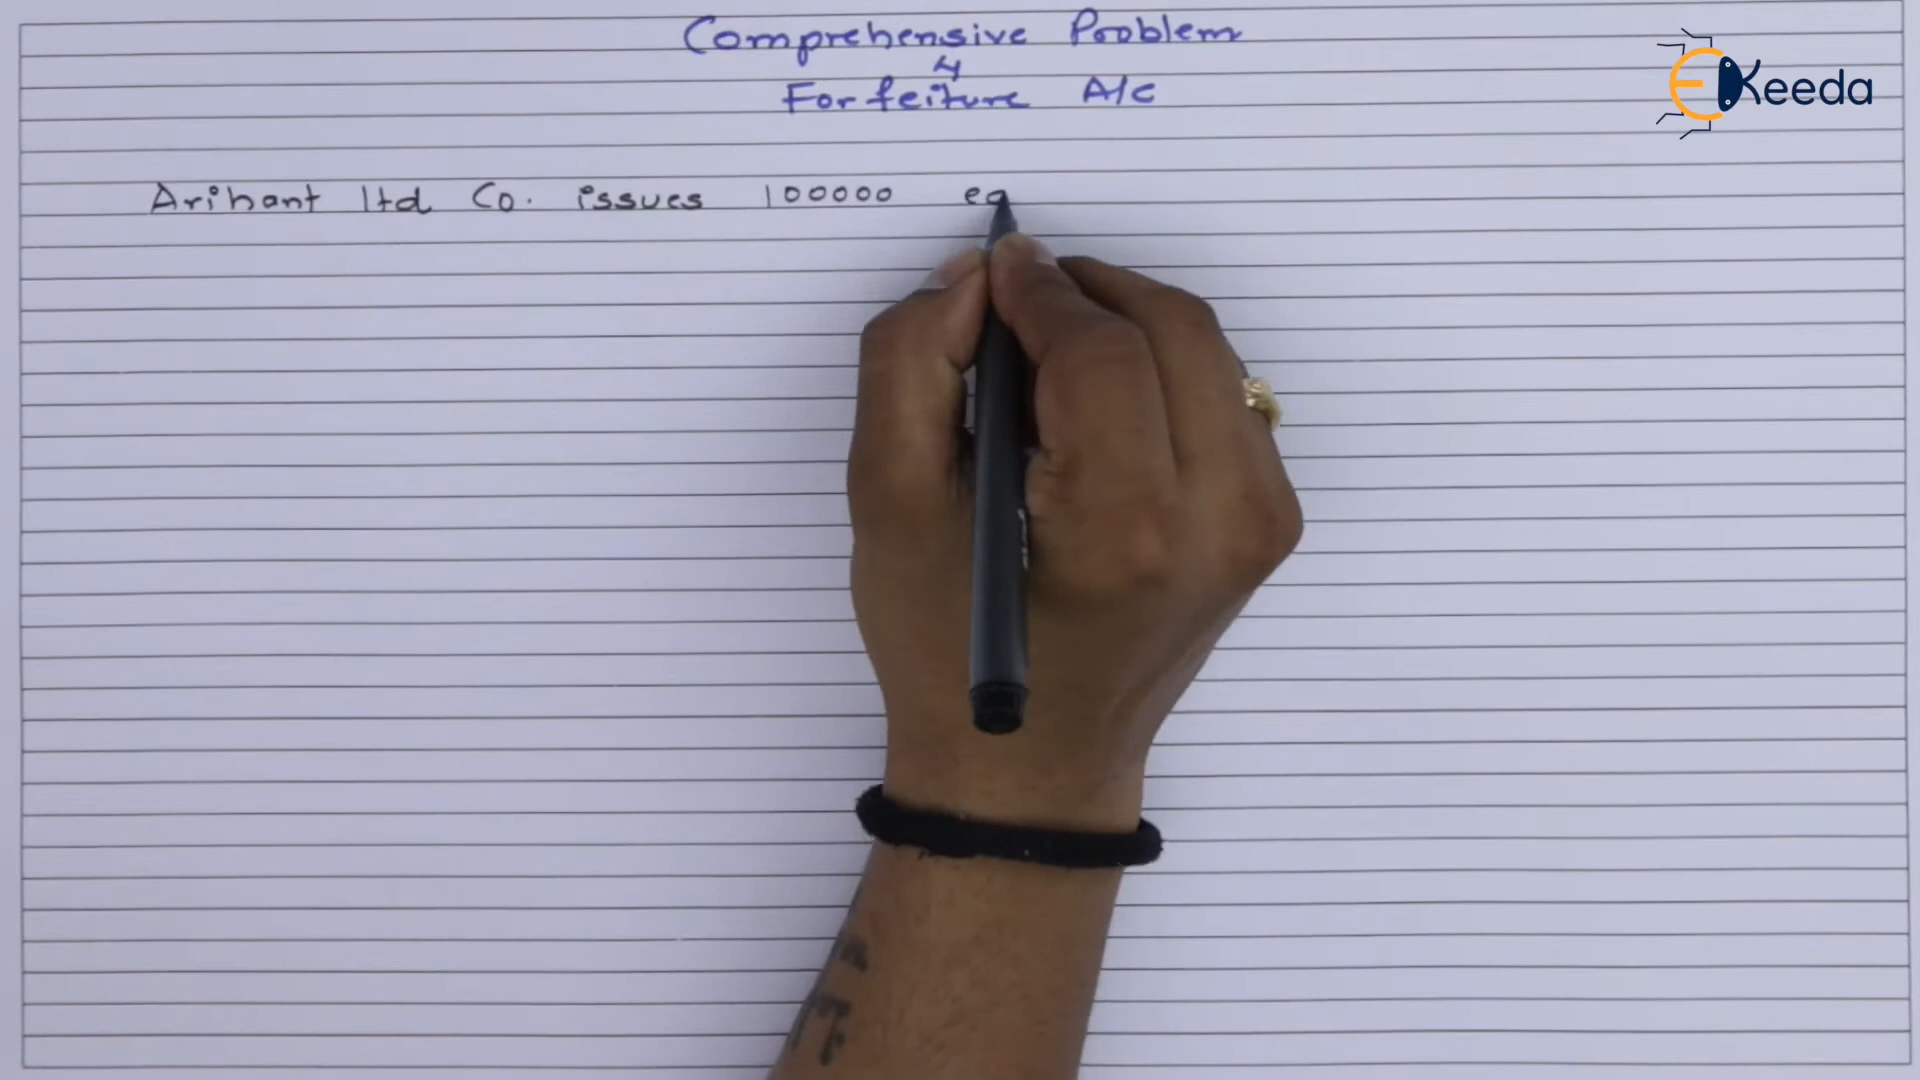 Comprehensive Problem
4
Forfeiture A/c
EKeeda
Arihant ltd Co. issues 100000 eq